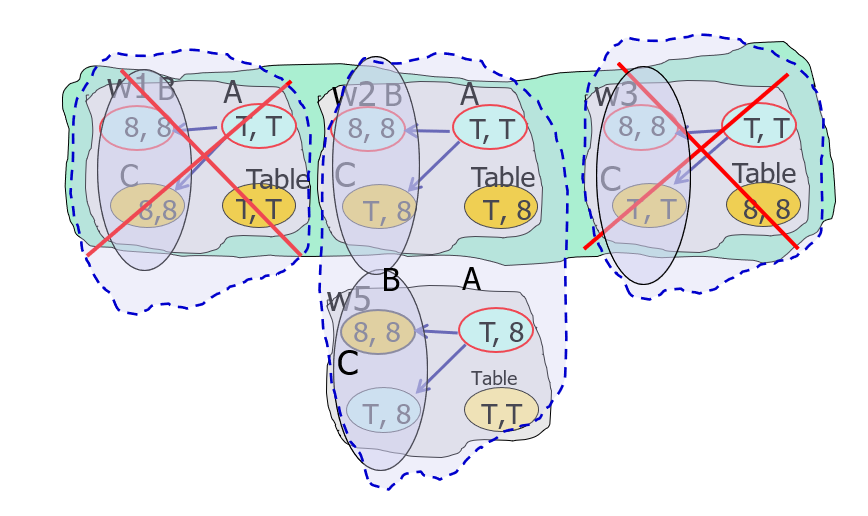 w1 B A
8, 8 T, T
C Table
8,8 T, T
w2 B A
8, 8 T, T
C Table
T, 8 T, 8
w3
8, 8 T, T
C Table
T, T 8, 8
B A
w5
8, 8 T, 8
C
Table
T, 8 T,T